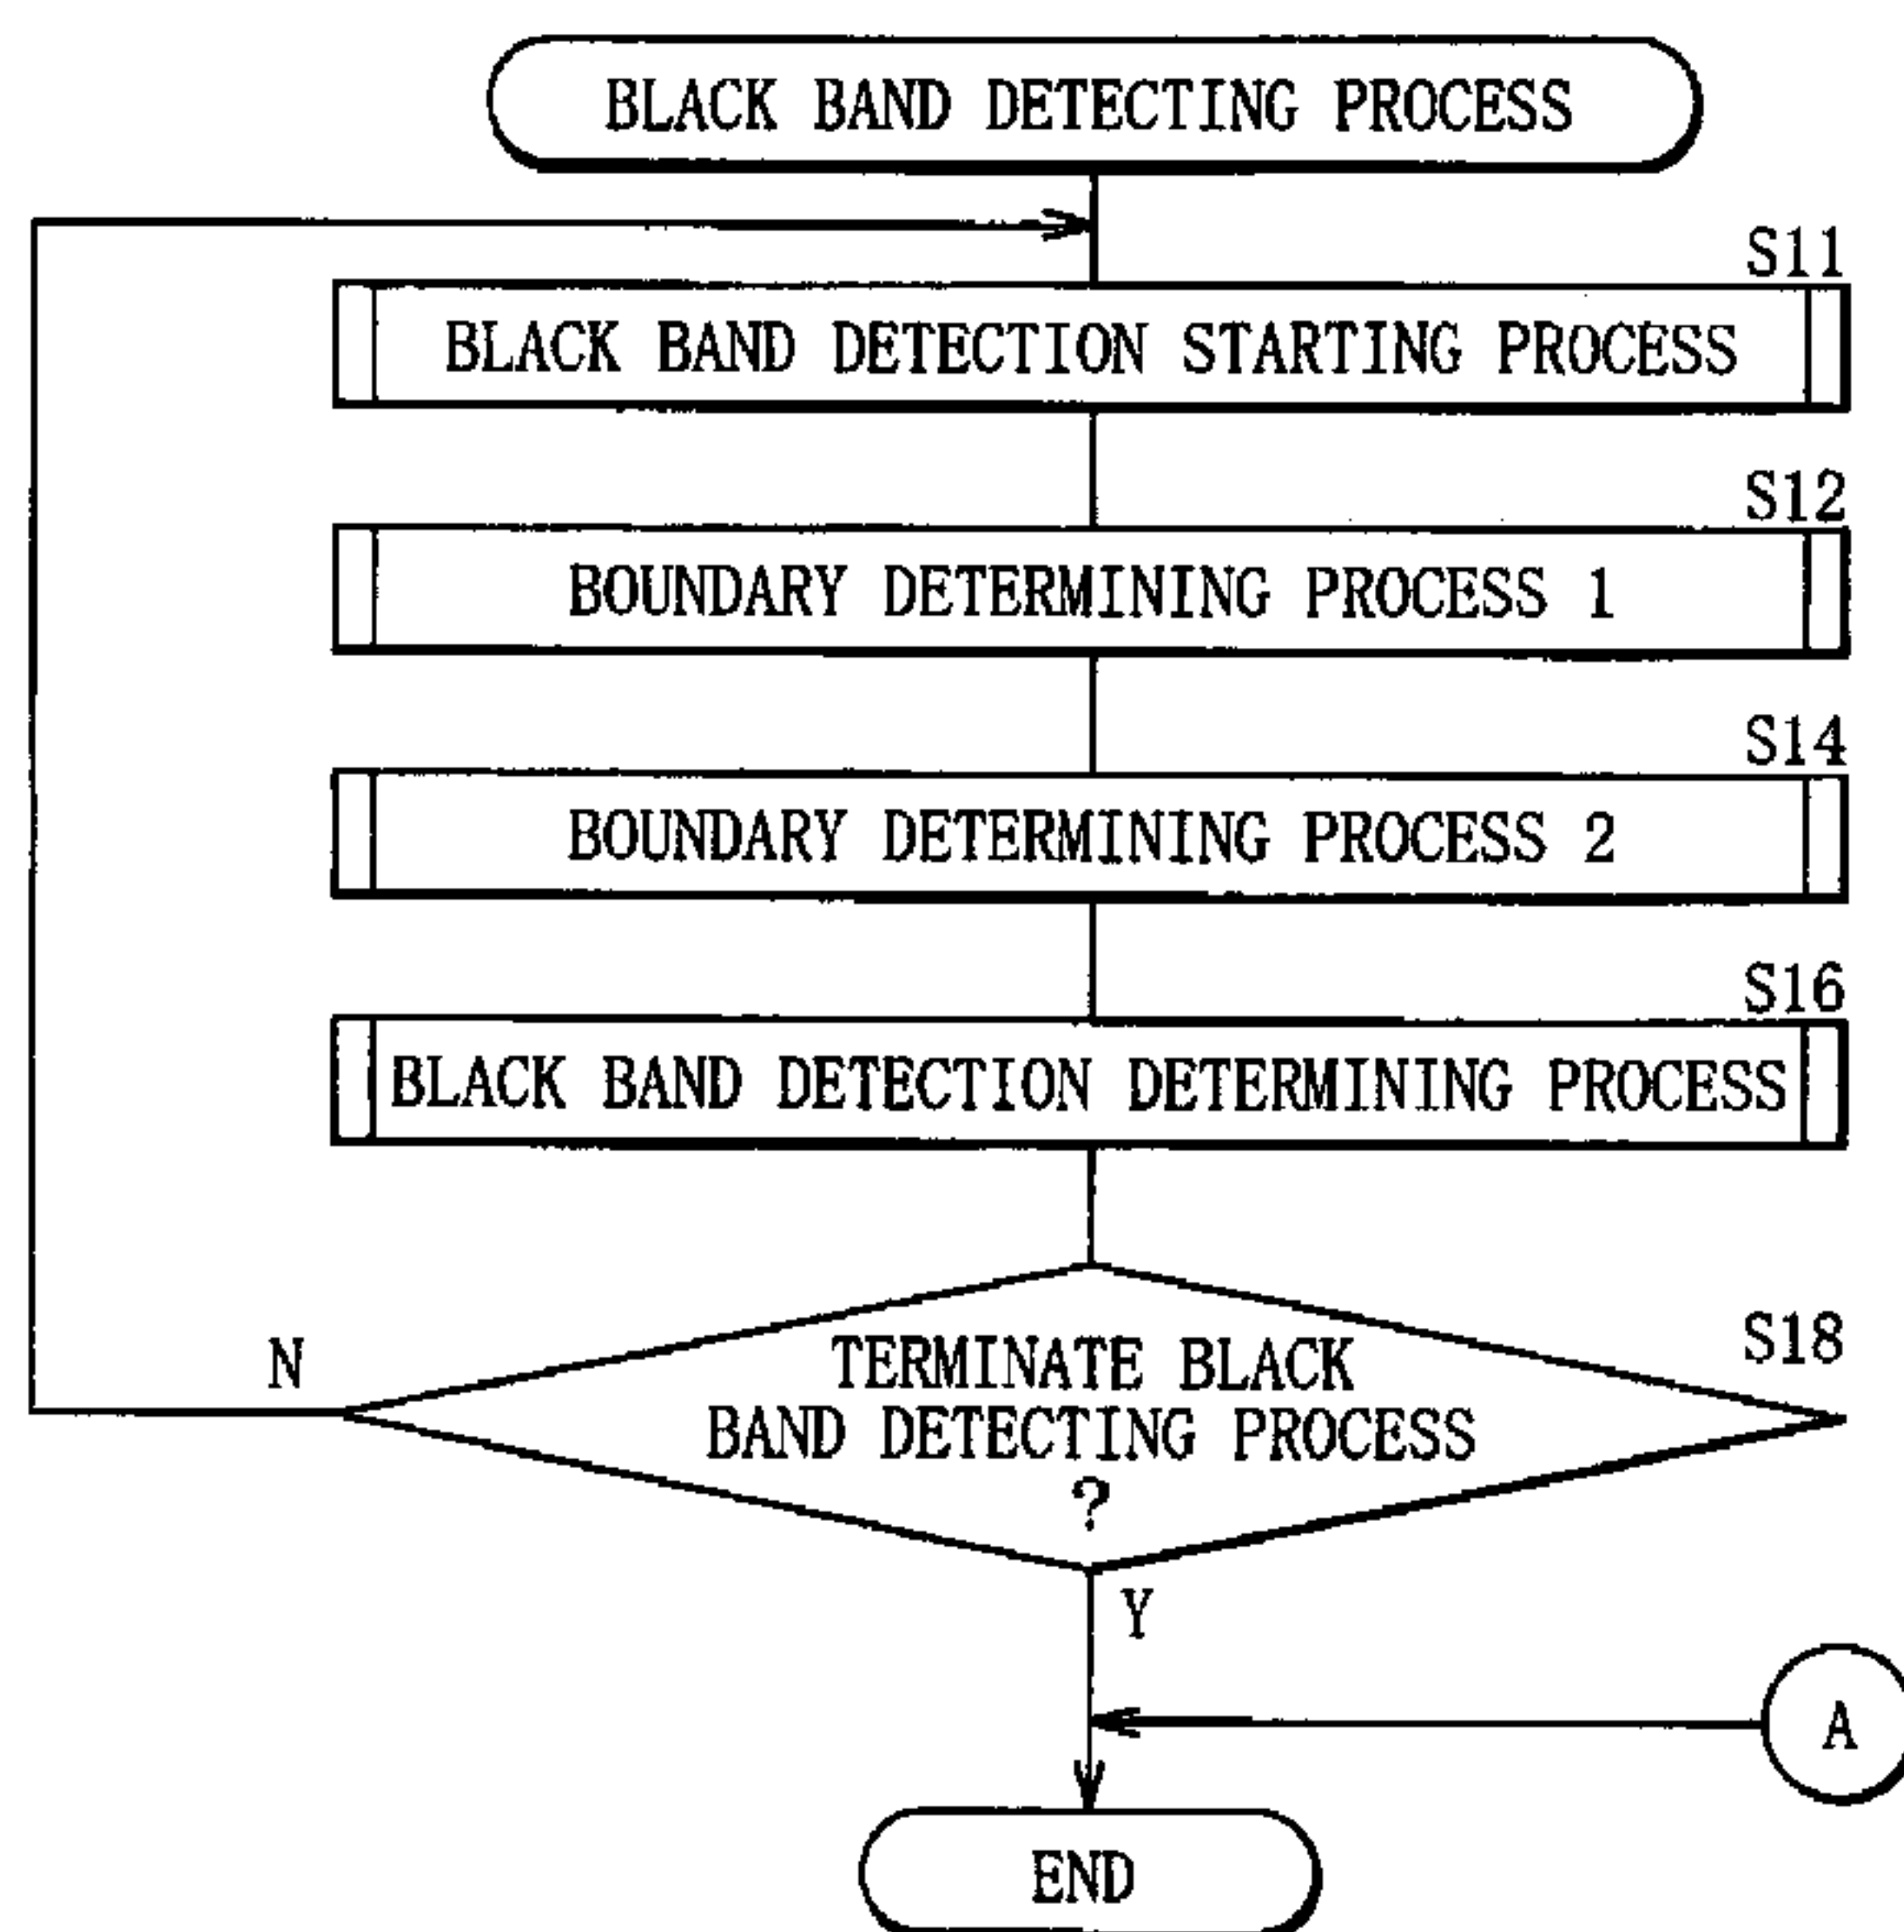 BLACK BAND DETECTING PROCESS
S11
BLACK BAND DETECTION STARTING PROCESS
S12
BOUNDARY DETERMINING PROCESS 1
S14
BOUNDARY DETERMINING PROCESS 2
S16
BLACK BAND DETECTION DETERMINING PROCESS
S18
N
TERMINATE BLACK
BAND DETECTING PROCESS
?
Y
A
END